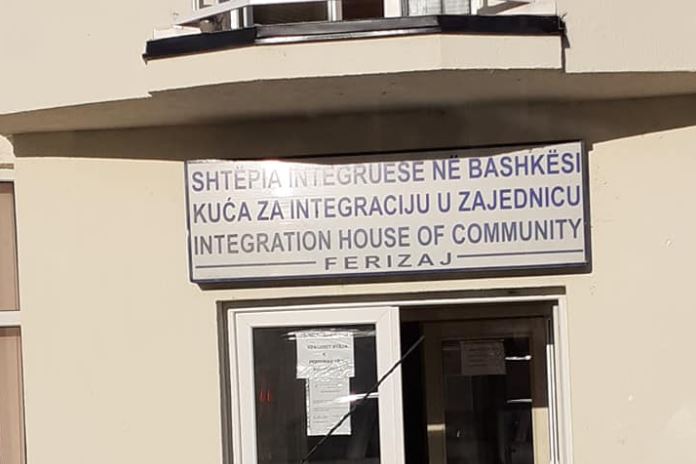 SHTËPIA INTEGRUESE NË BASHKËSI
KUĆA ZA INTEGRACIJU U ZAJEDNICU
INTEGRATION HOUSE OF COMMUNITY
FERIZAJ